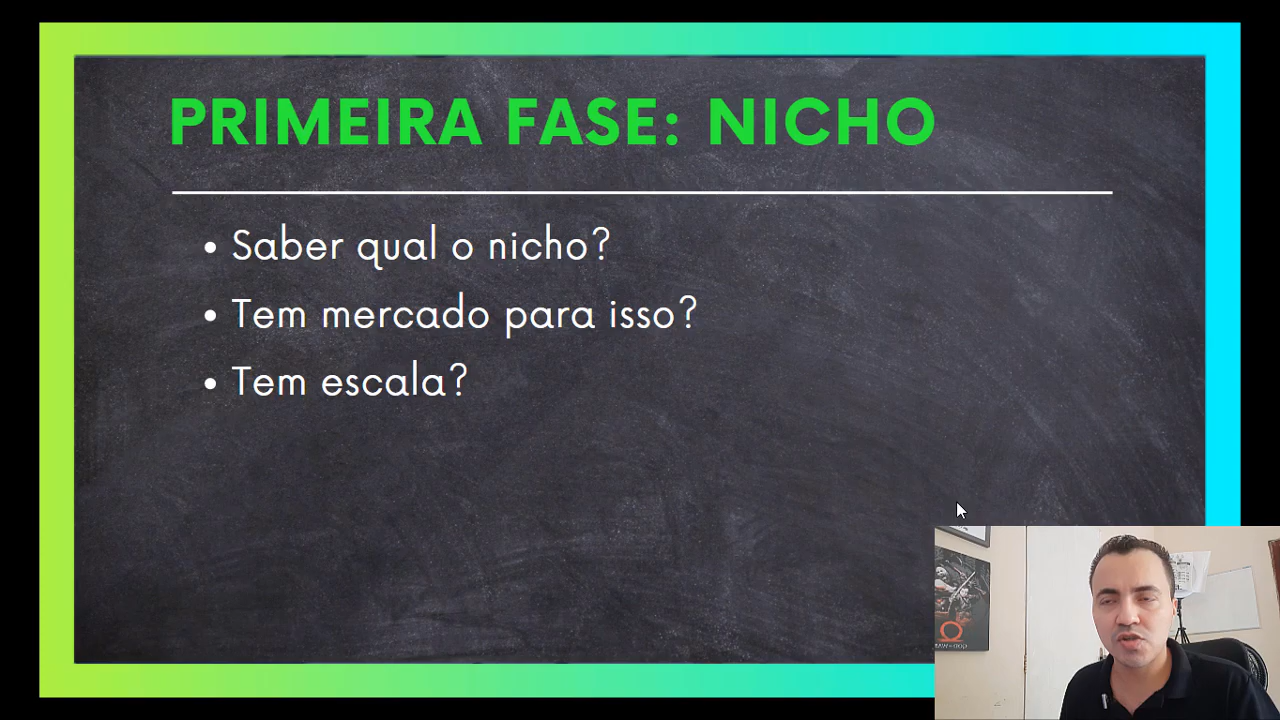 PRIMEIRA FASE: NICHO
• Saber qual o nicho?
• Tem mercado para isso?
• Tem escala?